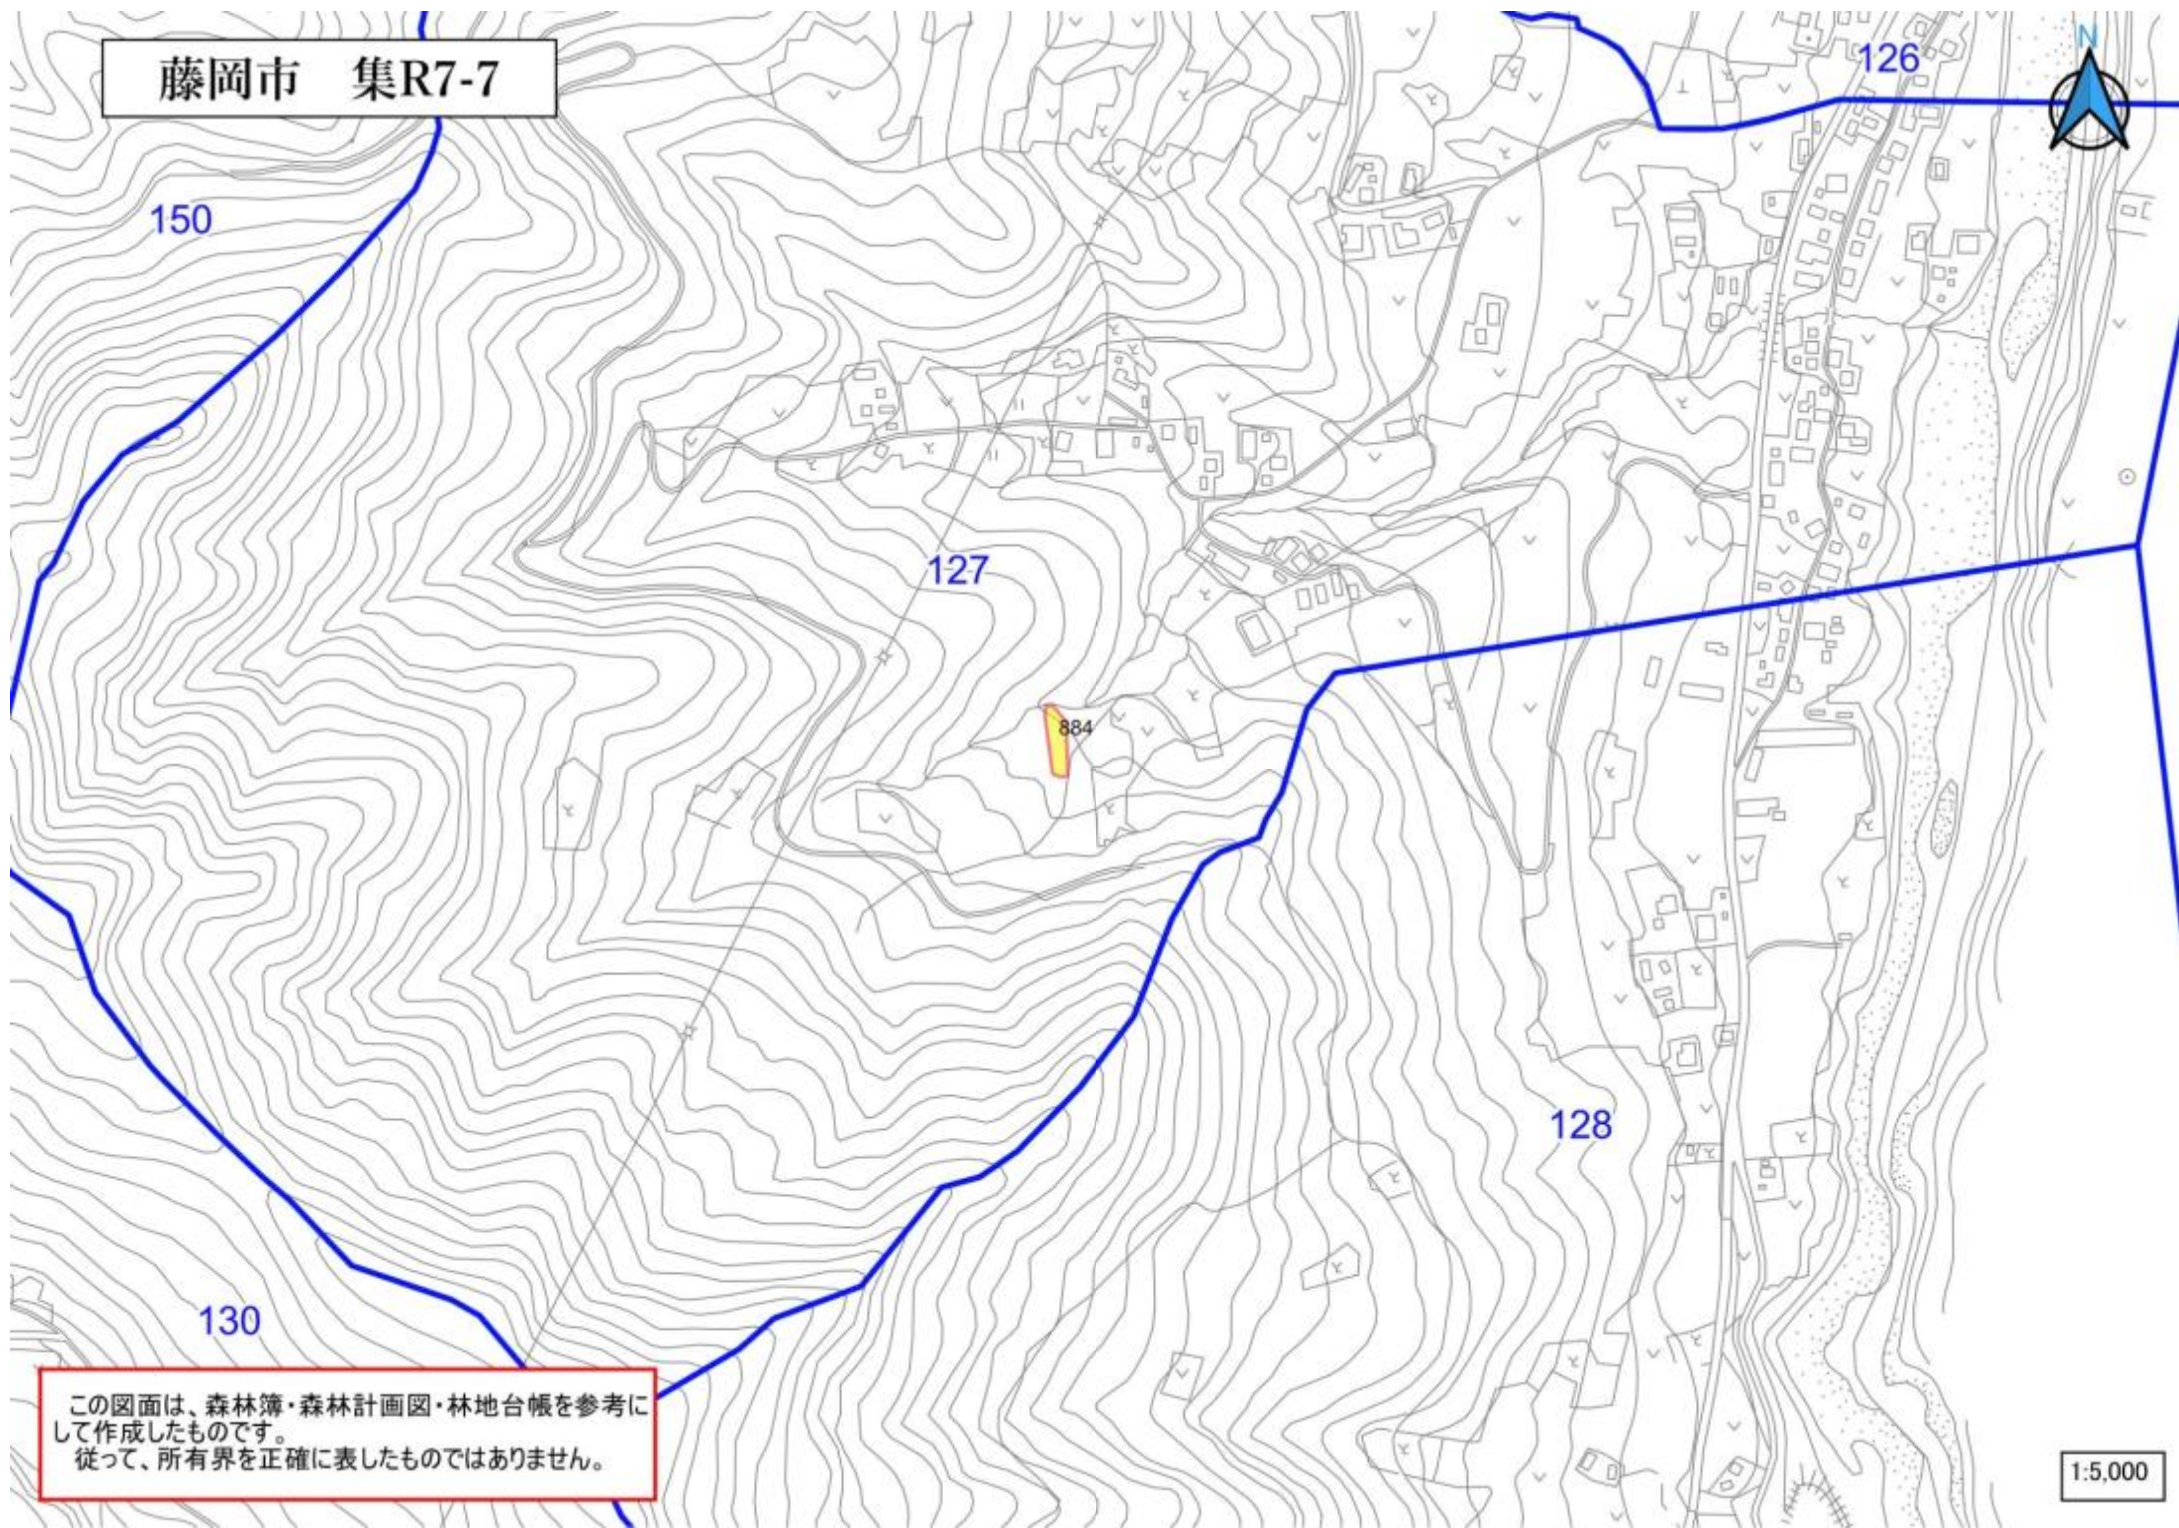 藤岡市　集R7-7
N
126
150
127
884
128
130
この図面は、森林簿・森林計画図・林地台帳を参考に
して作成したものです。
従って、所有界を正確に表したものではありません。
1:5,000